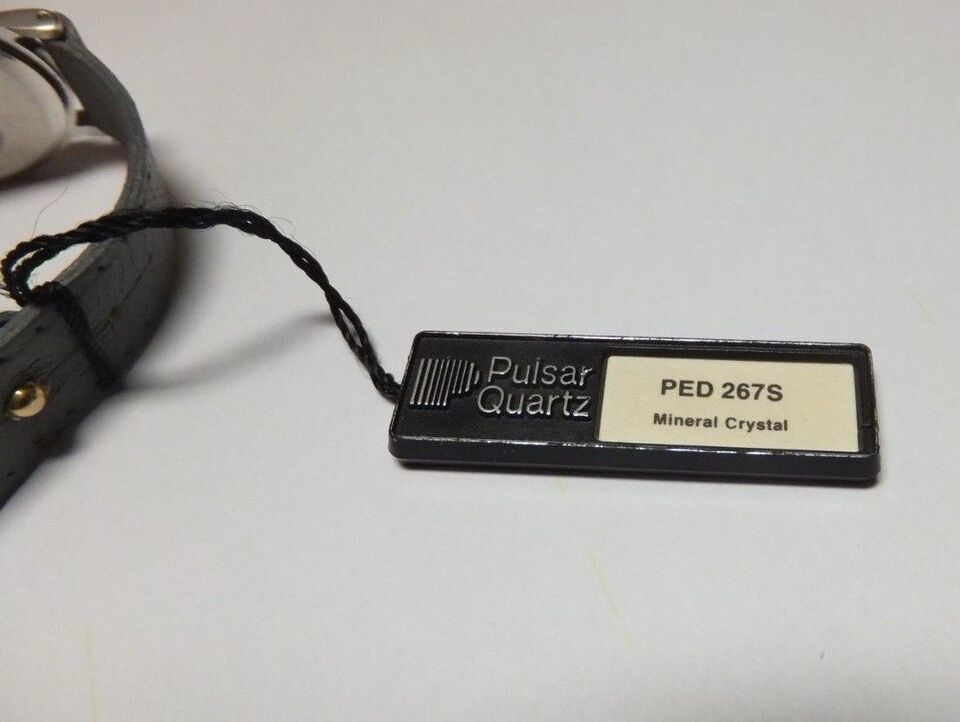 Pulsar
Quartz
PED 267S
Mineral Crystal